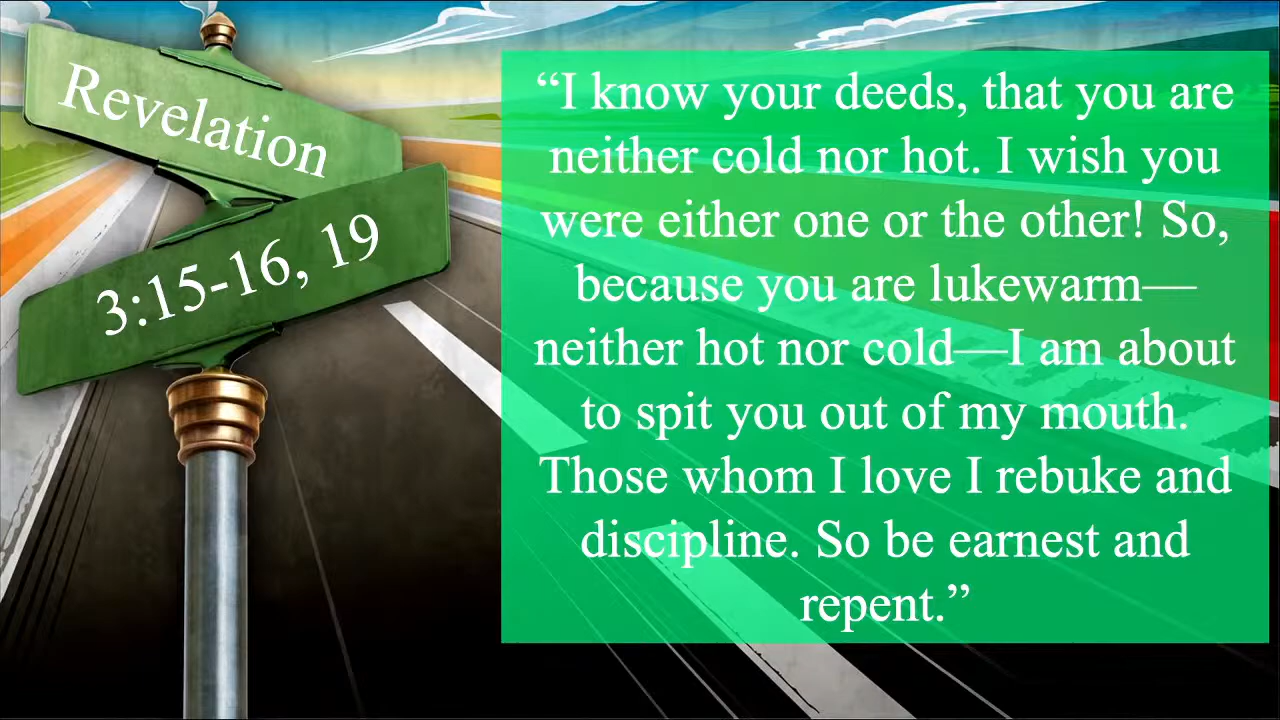 Revelation
3:15-16, 19
“I know your deeds, that you are
neither cold nor hot. I wish you
were either one or the other! So,
because you are lukewarm—
neither hot nor cold—I am about
to spit you out of my mouth.
Those whom I love I rebuke and
discipline. So be earnest and
repent.”